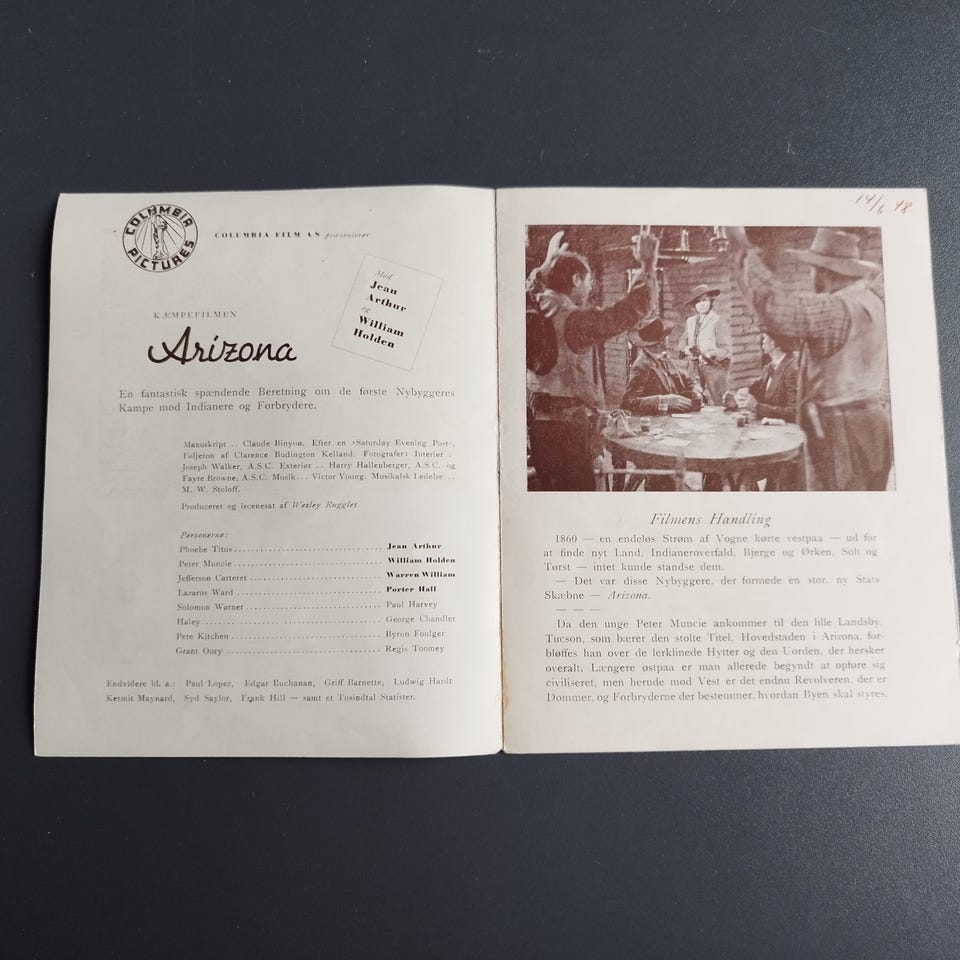 COLUMBIA
PICTURES
COLUMBIA FILM A/S præsenterer
Med
Jean
Arthur
og
William
Holden
KÆMPEFILMEN
Arizona
En fantastisk spændende Beretning om de første Nybyggeres
Kampe mod Indianere og Forbrydere.
Manuskript .. Claude Binyon. Efter en »Saturday Evening Post«,
Føljeton af Clarence Budington Kelland. Fotografer: Interiør .
Joseph Walker, A.S.C. Exteriør .. Harry Hallenberger, A.S.C. og
Fayte Browne, A.S.C. Musik... Victor Young. Musikalsk Ledelse...
M. W. Stoloff.
Produceret og iscenesat af Wesley Ruggles
Personerne:
Phoebe Titus .......... Jean Arthur
Peter Muncie .......... William Holden
Jefferson Carteret .......... Warren William
Lazarus Ward .......... Porter Hall
Solomon Warner .......... Paul Harvey
Haley .......... George Chandler
Pete Kitchen .......... Byron Foulger
Grant Oury .......... Regis Toomey
Endvidere bl. a.: Paul Lopez, Edgar Buchanan, Griff Barnette, Ludwig Hardt
Kermit Maynard, Syd Saylor, Frank Hill — samt et Tusindtal Statister.
14/6 48
Filmens Handling
1860 — en endeløs Strøm af Vogne kørte vestpaa — ud for
at finde nyt Land. Indianeroverfald, Bjerge og Ørken, Sult og
Tørst — intet kunde standse dem.
— Det var disse Nybyggere, der formede en stor, ny Stats
Skæbne — Arizona.
— — —
Da den unge Peter Muncie ankommer til den lille Landsby,
Tucson, som bærer den stolte Titel, Hovedstaden i Arizona, for-
bløffes han over de lerklinede Hytter og den Uorden, der hersker
overalt. Længere østpaa er man allerede begyndt at opføre sig
civiliseret, men herude mod Vest er det endnu Revolveren, der er
Dommer, og Forbryderne der bestemmer, hvordan Byen skal styres.